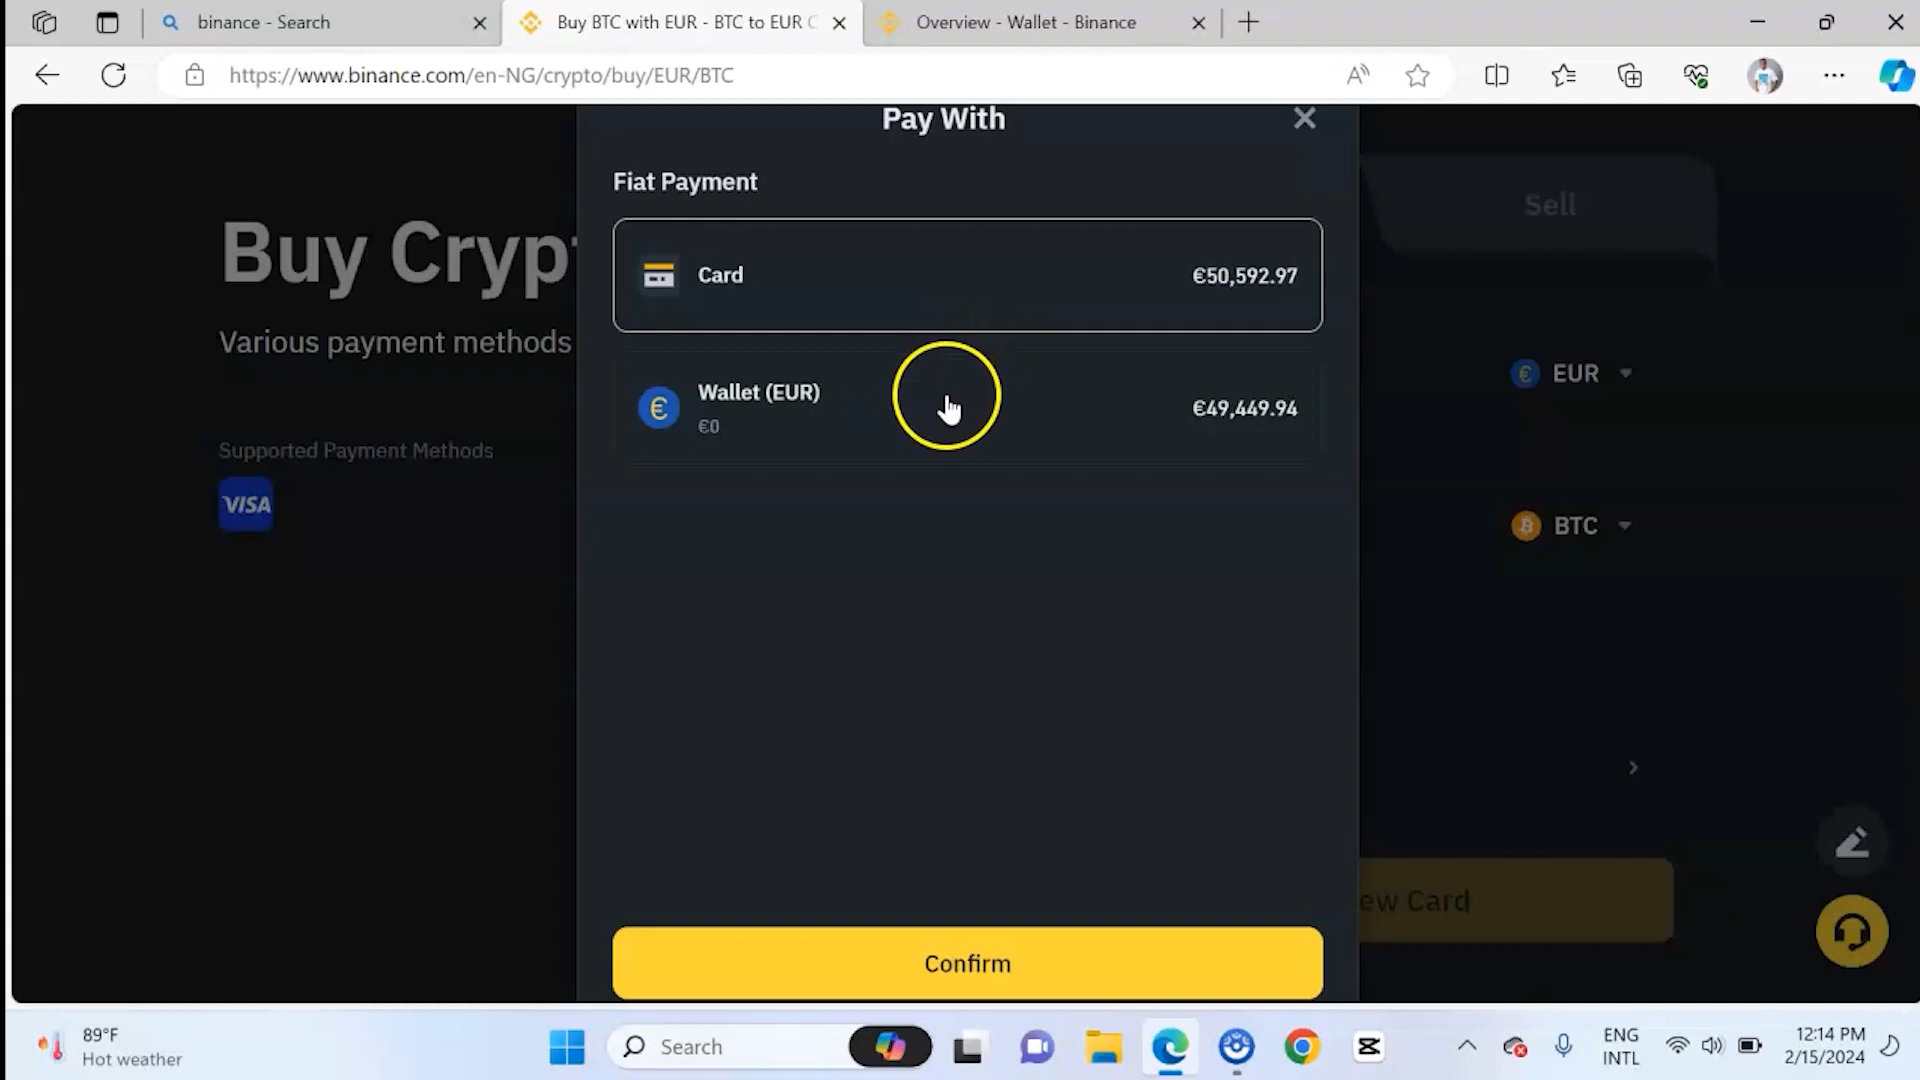 binance - Search
Buy BTC with EUR - BTC to EUR C
Overview - Wallet - Binance
https://www.binance.com/en-NG/crypto/buy/EUR/BTC
Pay With
Fiat Payment
Card
€50,592.97
Wallet (EUR)
€0
€49,449.94
Confirm
Buy Cryp
Various payment methods
Supported Payment Methods
VISA
Sell
EUR
BTC
ew Card
89°F
Hot weather
Search
ENG
INTL
12:14 PM
2/15/2024